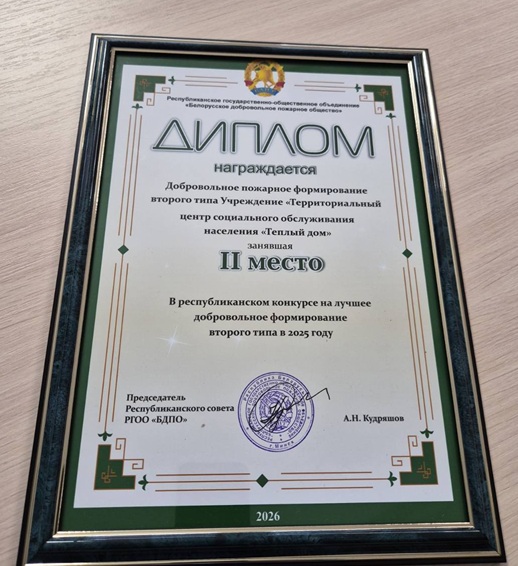 Республиканское государственно-общественное объединение
«Белорусское добровольное пожарное общество»
ДИПЛОМ
награждается
Добровольное пожарное формирование
второго типа Учреждение «Территориальный
центр социального обслуживания
населения «Теплый дом»
занявшая
II место
В республиканском конкурсе на лучшее
добровольное формирование
второго типа в 2025 году
Председатель
Республиканского совета
РГОО «БДПО»
А.Н. Кудряшов
г.Минск
2026